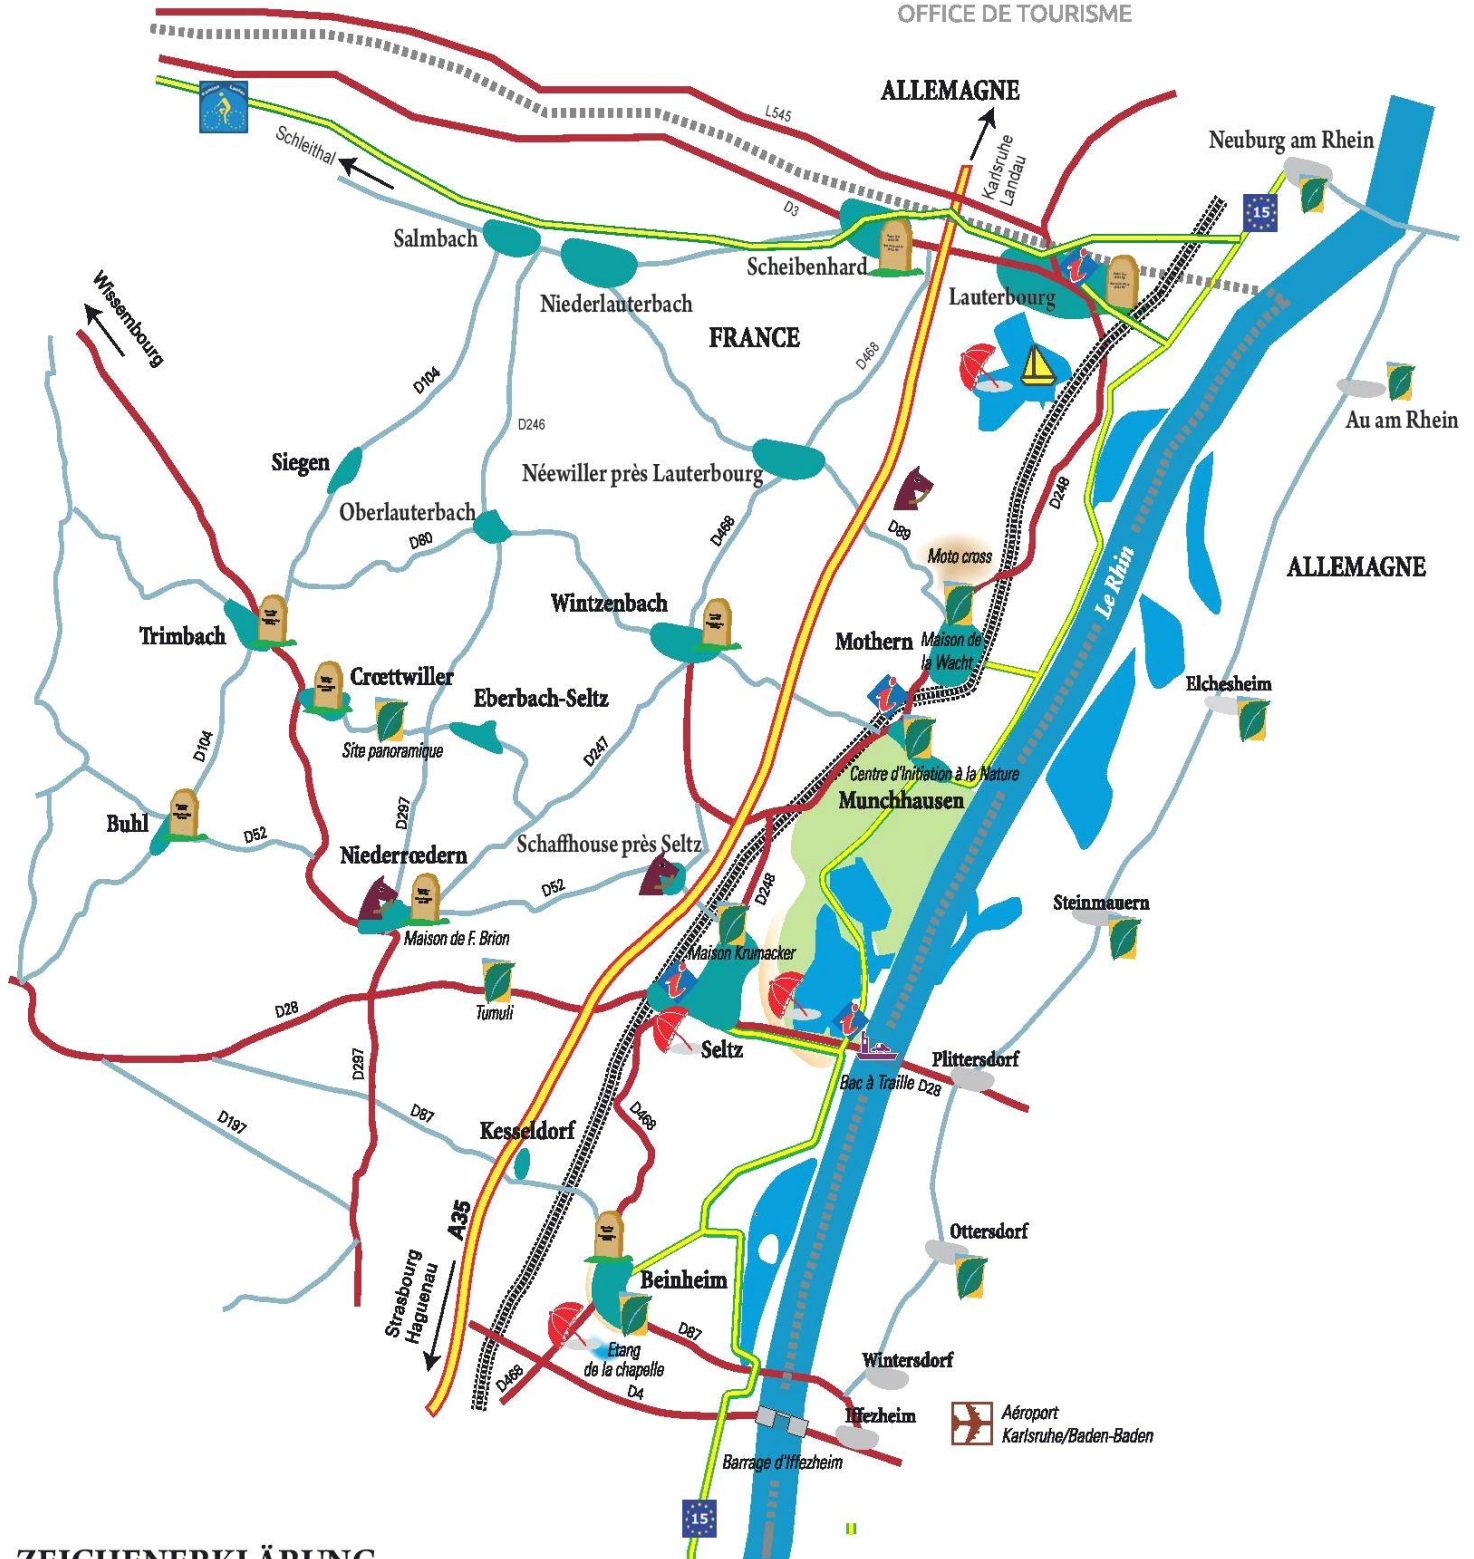 OFFICE DE TOURISME
ALLEMAGNE
L545
Karlsruhe
Landau
Neuburg am Rhein
Schleithal
15
D3
Salmbach
Scheibenhard
Niederlauterbach
Lauterbourg
Wissembourg
FRANCE
D468
D104
D246
Au am Rhein
Siegen
Néewiller près Lauterbourg
Oberlauterbach
D80
D468
D89
D248
Moto cross
Le Rhin
ALLEMAGNE
Wintzenbach
Trimbach
Mothern
Maison de
la Wacht
Crœttwiller
Eberbach-Seltz
Elchesheim
Site panoramique
D104
D247
Centre d'Initiation à la Nature
Munchhausen
D297
Buhl
D52
Niederrœdern
Schaffhouse près Seltz
D52
D248
Steinmauern
Maison de F. Brion
Maison Krumacker
Tumuli
D28
Seltz
D297
Plittersdorf
Bac à Traille
D28
D197
D87
D468
Kesseldorf
A35
Strasbourg
Haguenau
Ottersdorf
Beinheim
D87
Etang
de la chapelle
Wintersdorf
D468
D4
Iffezheim
Aéroport
Karlsruhe/Baden-Baden
Barrage d'Iffezheim
15
ZEICHENERKLÄRUNG